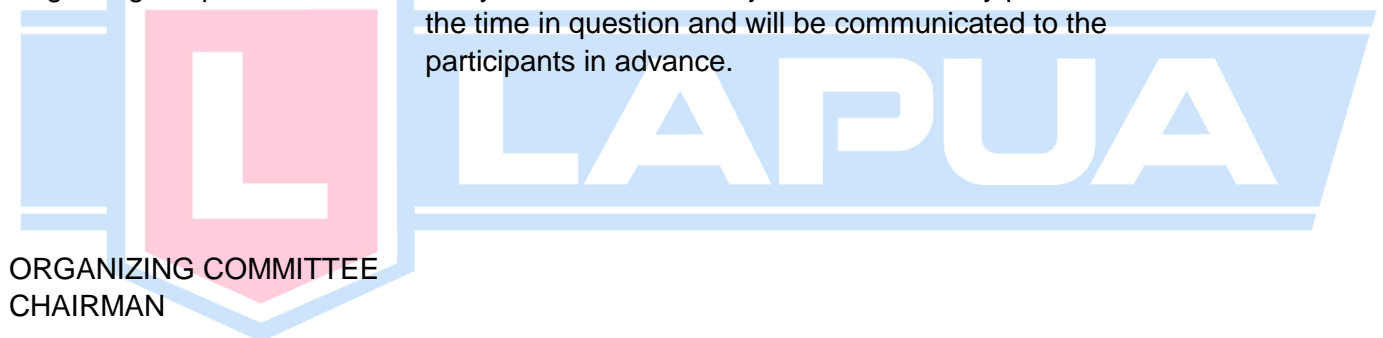 the time in question and will be communicated to the
participants in advance.
L LAPUA
ORGANIZING COMMITTEE
CHAIRMAN